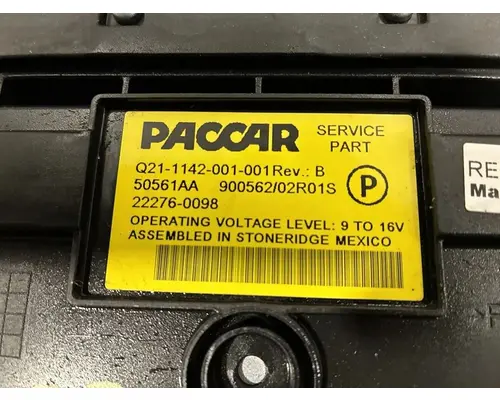 PACCAR SERVICE PART
Q21-1142-001-001Rev.: B
50561AA 900562/02R01S
P
22276-0098
OPERATING VOLTAGE LEVEL: 9 TO 16V
ASSEMBLED IN STONERIDGE MEXICO
RE
Ma